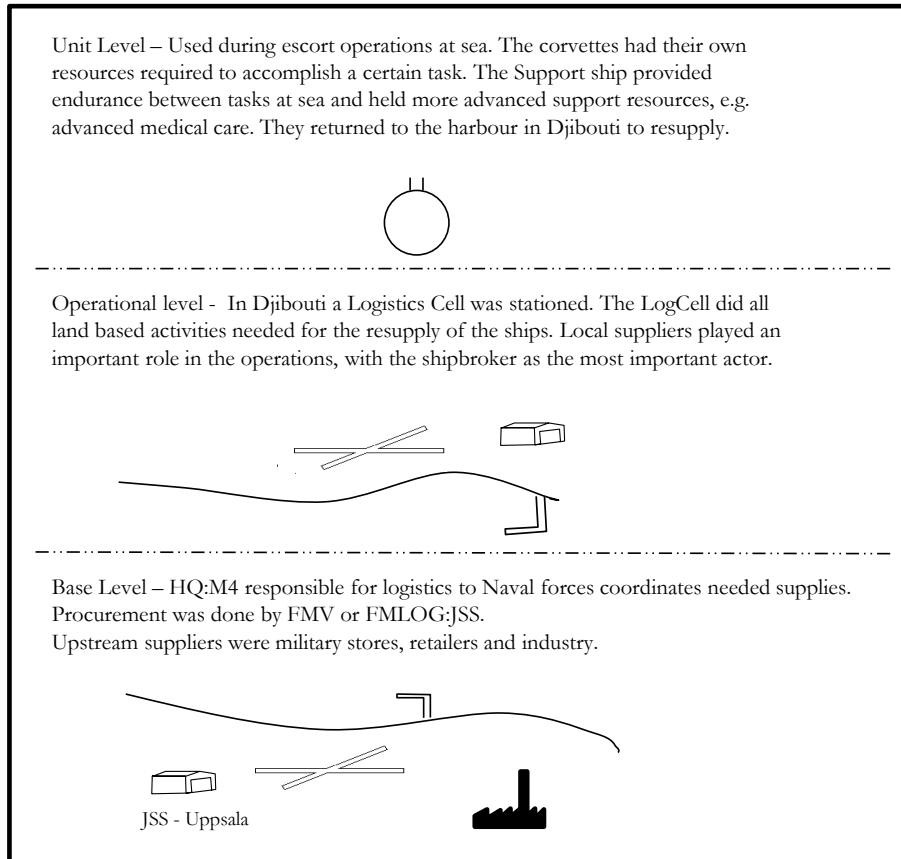 Unit Level – Used during escort operations at sea. The corvettes had their own
resources required to accomplish a certain task. The Support ship provided
endurance between tasks at sea and held more advanced support resources, e.g.
advanced medical care. They returned to the harbour in Djibouti to resupply.
Operational level - In Djibouti a Logistics Cell was stationed. The LogCell did all
land based activities needed for the resupply of the ships. Local suppliers played an
important role in the operations, with the shipbroker as the most important actor.
Base Level – HQ:M4 responsible for logistics to Naval forces coordinates needed supplies.
Procurement was done by FMV or FMLOG:JSS.
Upstream suppliers were military stores, retailers and industry.
JSS - Uppsala